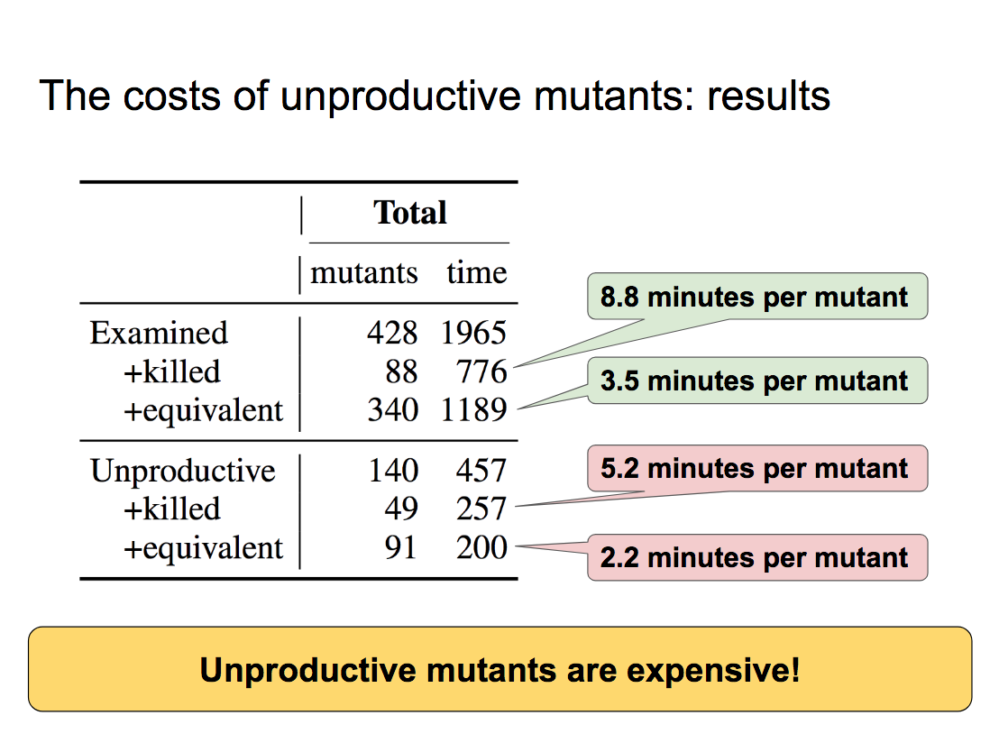 The costs of unproductive mutants: results
Total
mutants time
Examined 428 1965
+killed 88 776
+equivalent 340 1189
Unproductive 140 457
+killed 49 257
+equivalent 91 200
8.8 minutes per mutant
3.5 minutes per mutant
5.2 minutes per mutant
2.2 minutes per mutant
Unproductive mutants are expensive!